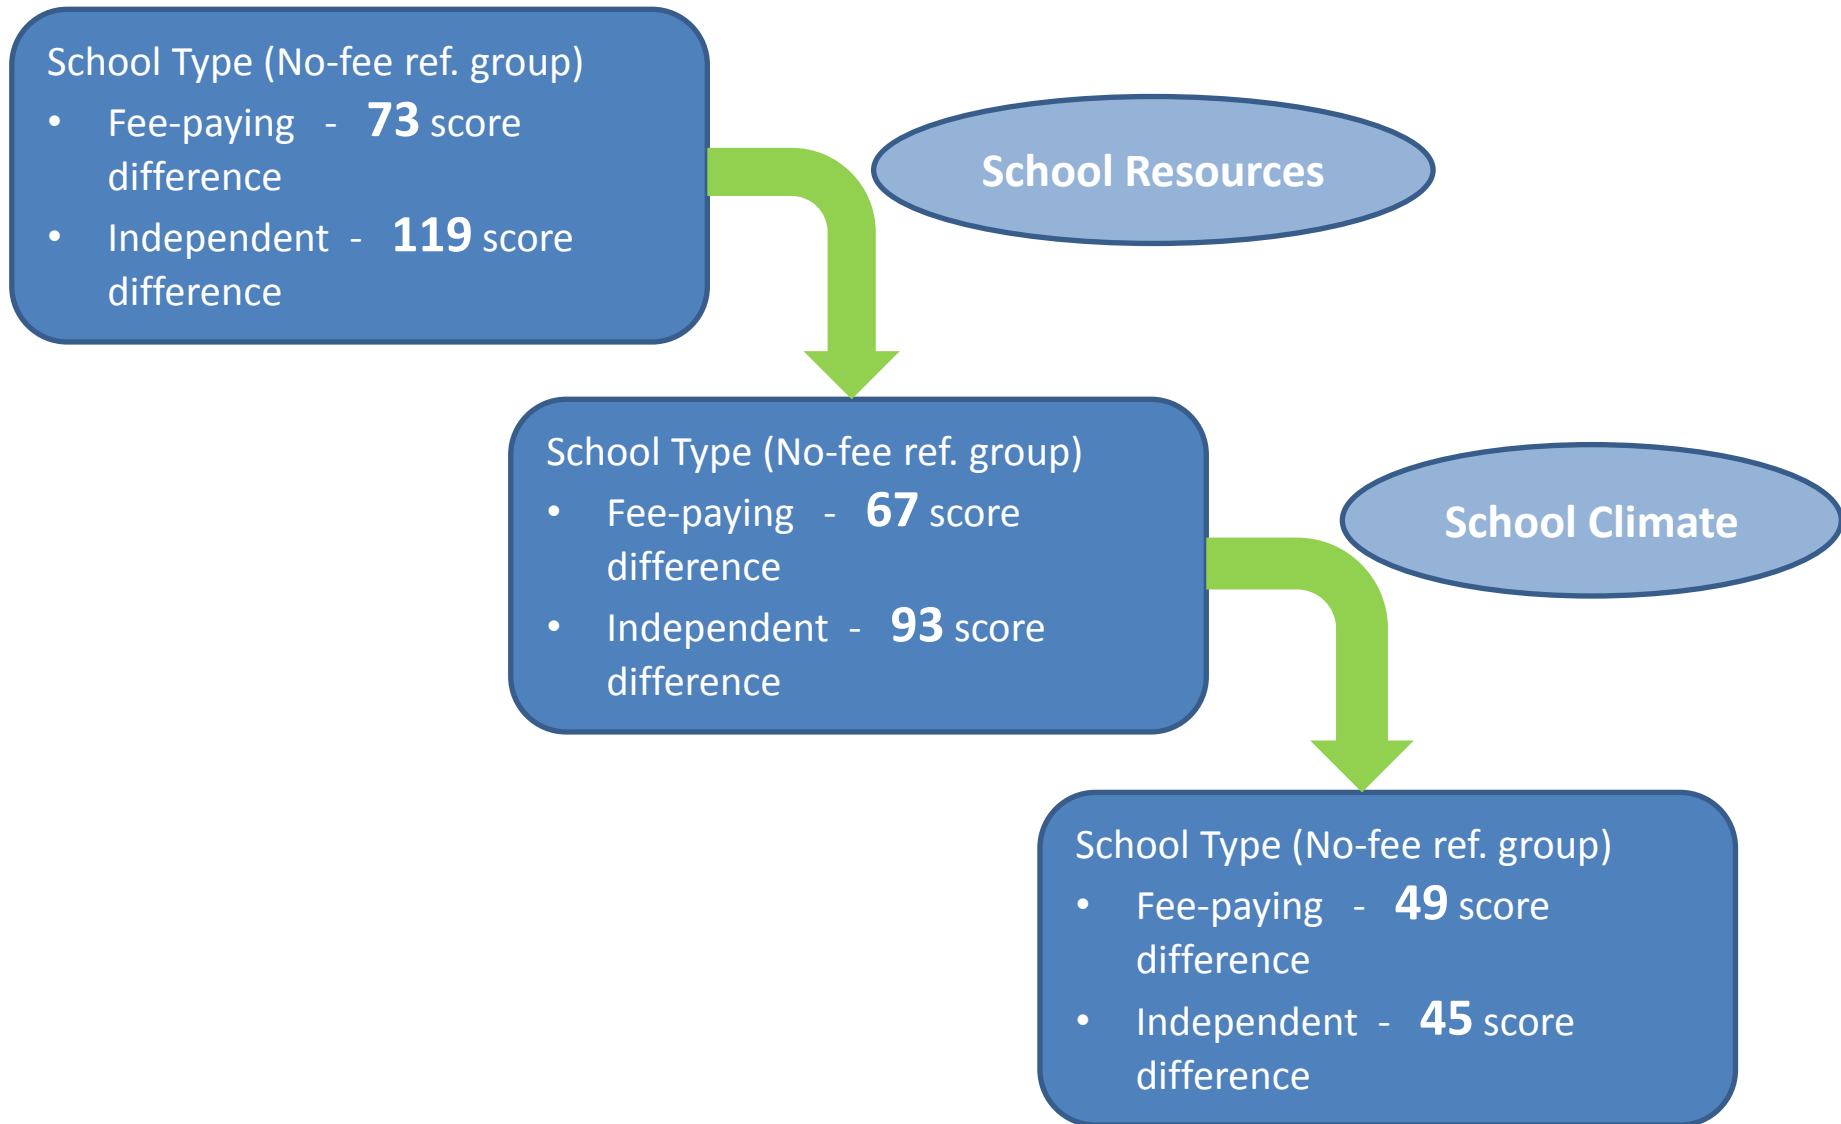 School Type (No-fee ref. group)
• Fee-paying - 73 score
difference
• Independent - 119 score
difference
School Resources
School Type (No-fee ref. group)
• Fee-paying - 67 score
difference
• Independent - 93 score
difference
School Climate
School Type (No-fee ref. group)
• Fee-paying - 49 score
difference
• Independent - 45 score
difference